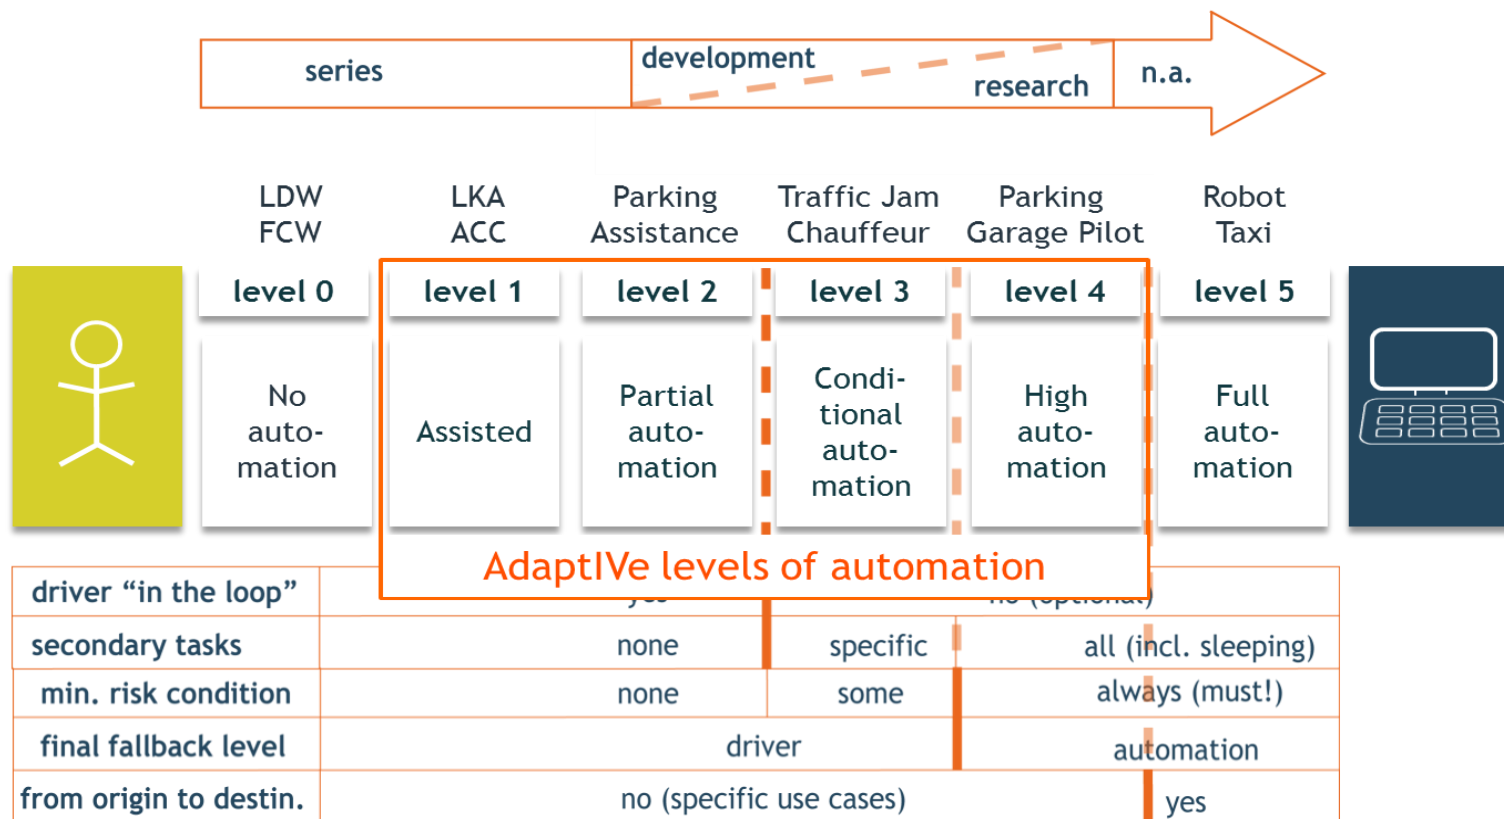 series
development
research
n.a.
LDW
FCW
LKA
ACC
Parking
Assistance
Traffic Jam
Chauffeur
Parking
Garage Pilot
Robot
Taxi
level 0
level 1
level 2
level 3
level 4
level 5
No
auto-
mation
Assisted
Partial
auto-
mation
Condi-
tional
auto-
mation
High
auto-
mation
Full
auto-
mation
AdaptIVe levels of automation
driver “in the loop” yes no (optional)
secondary tasks none specific all (incl. sleeping)
min. risk condition none some always (must!)
final fallback level driver automation
from origin to destin. no (specific use cases) yes